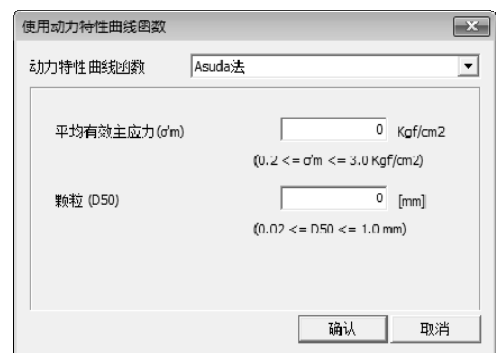 使用动力特性曲线函数
动力特性曲线函数 Asuda法
平均有效主应力(σ'm) 0 Kgf/cm2
(0.2 <= σ'm <= 3.0 Kgf/cm2)
颗粒 (D50) 0 [mm]
(0.02 <= D50 <= 1.0 mm)
确认 取消